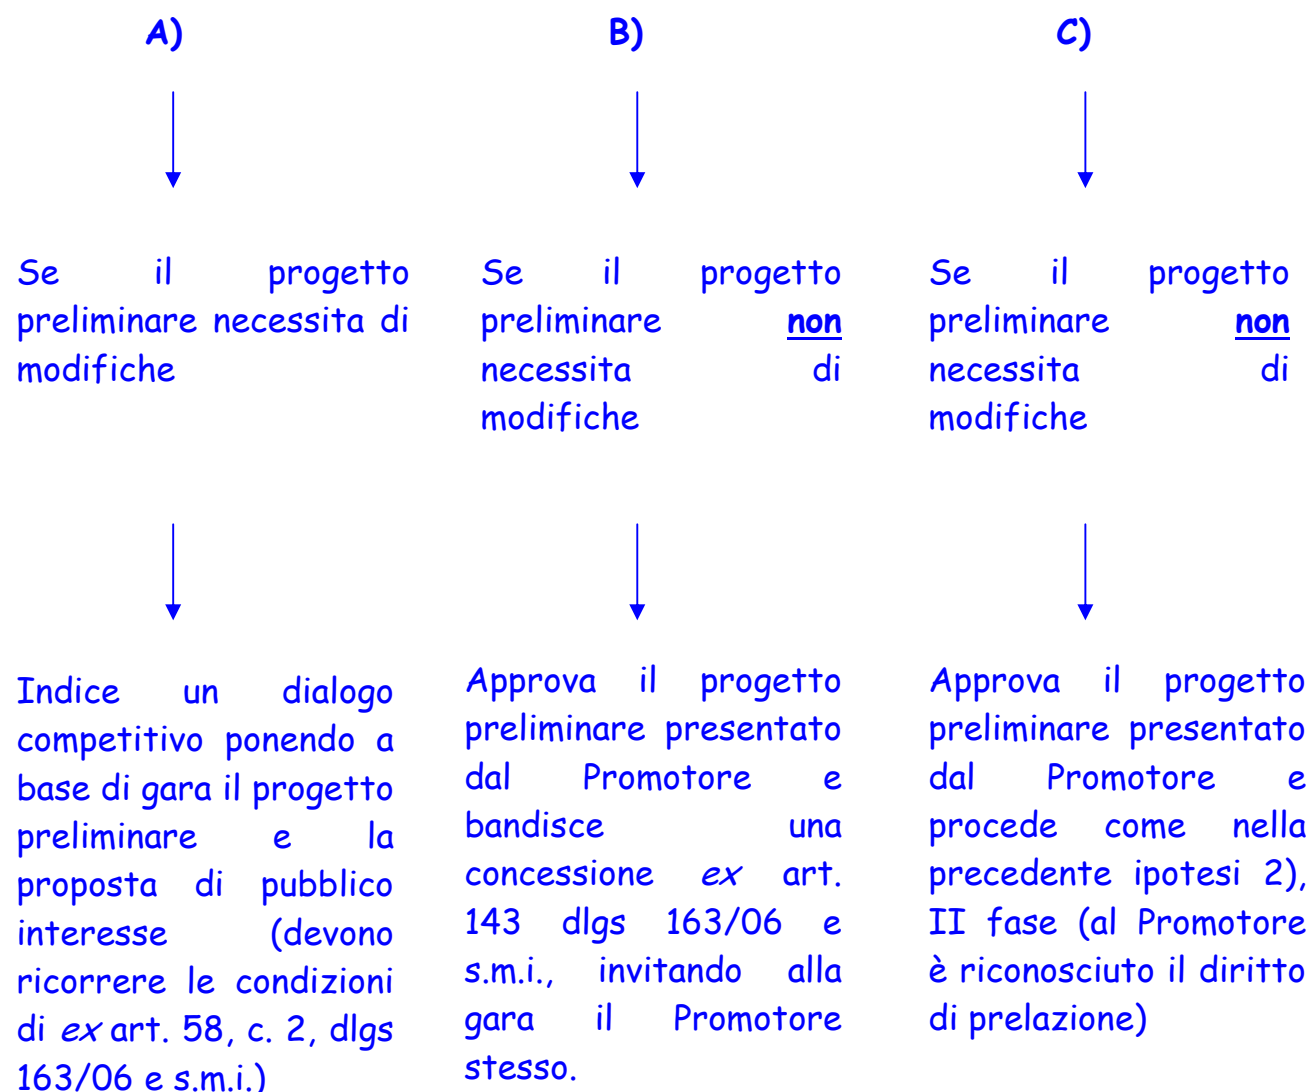 A)
Se il progetto
preliminare necessita di
modifiche
Indice un dialogo
competitivo ponendo a
base di gara il progetto
preliminare e la
proposta di pubblico
interesse (devono
ricorrere le condizioni
di ex art. 58, c. 2, dlgs
163/06 e s.m.i.)
B)
Se il progetto
preliminare non
necessita di
modifiche
Approva il progetto
preliminare presentato
dal Promotore e
bandisce una
concessione ex art.
143 dlgs 163/06 e
s.m.i., invitando alla
gara il Promotore
stesso.
C)
Se il progetto
preliminare non
necessita di
modifiche
Approva il progetto
preliminare presentato
dal Promotore e
procede come nella
precedente ipotesi 2),
II fase (al Promotore
è riconosciuto il diritto
di prelazione)